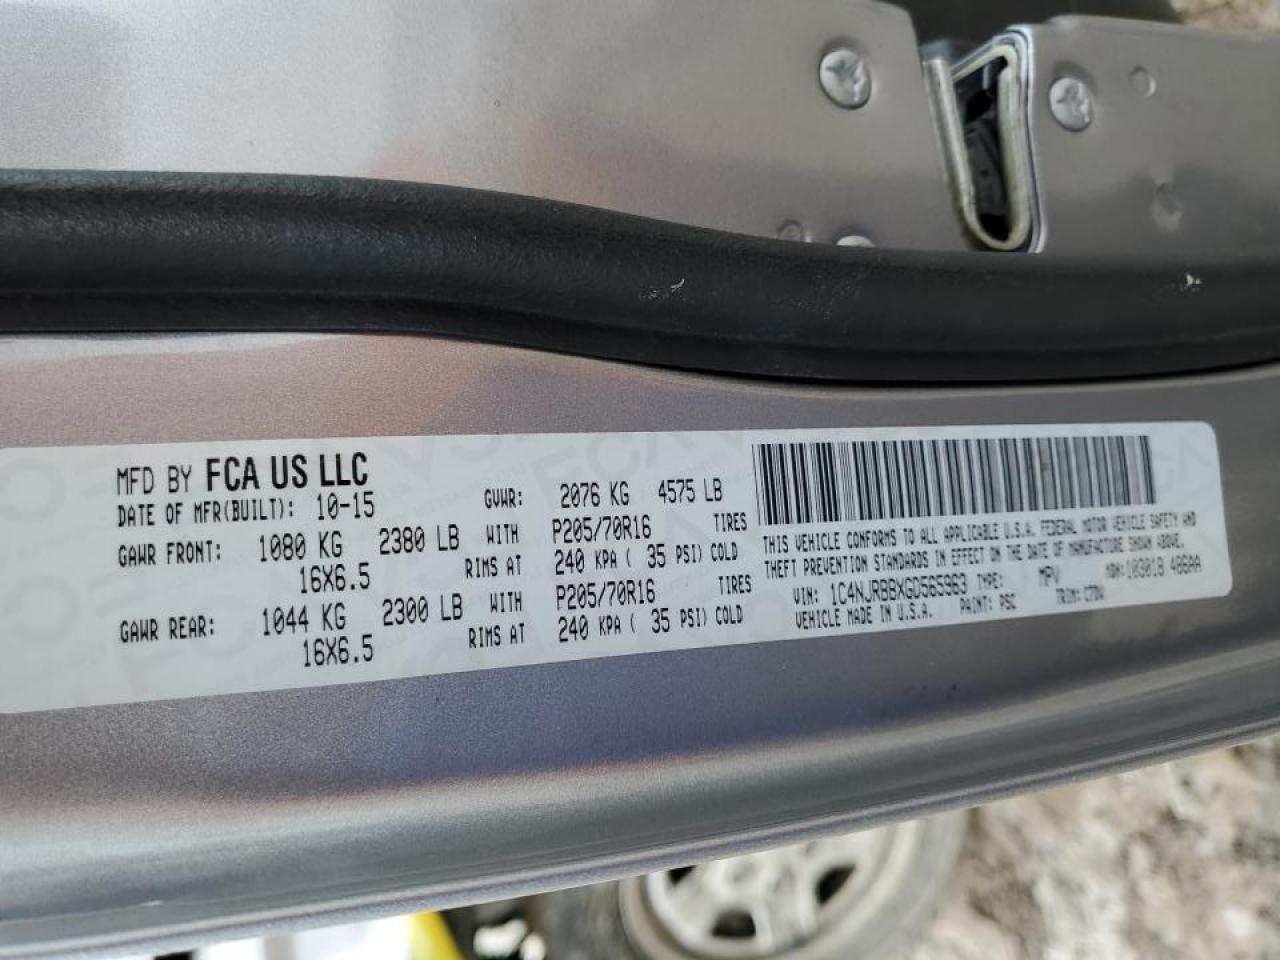 MFD BY FCA US LLC
DATE OF MFR(BUILT): 10-15 GVWR: 2076 KG 4575 LB
GAWR FRONT: 1080 KG 2380 LB WITH P205/70R16 TIRES
16X6.5 RIMS AT 240 KPA ( 35 PSI) COLD
GAWR REAR: 1044 KG 2300 LB WITH P205/70R16 TIRES
16X6.5 RIMS AT 240 KPA ( 35 PSI) COLD
THIS VEHICLE CONFORMS TO ALL APPLICABLE U.S.A. FEDERAL MOTOR VEHICLE SAFETY AND
THEFT PREVENTION STANDARDS IN EFFECT ON THE DATE OF MANUFACTURE SHOWN ABOVE.
VIN: 1C4NJRBBXGD565963 TYPE: MPV MDH: 103018 486AA
VEHICLE MADE IN U.S.A. PAINT: PSC TRIM: